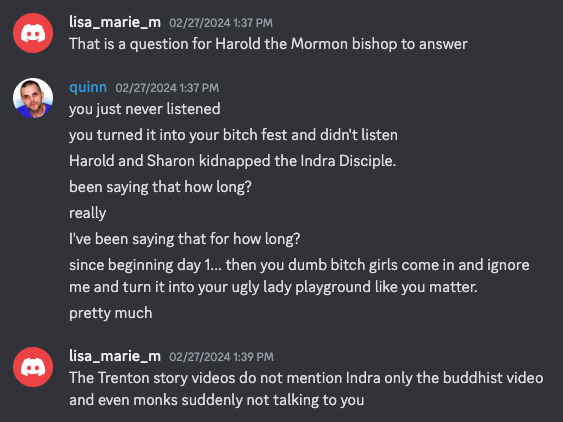 lisa_marie_m 02/27/2024 1:37 PM
That is a question for Harold the Mormon bishop to answer
quinn 02/27/2024 1:37 PM
you just never listened
you turned it into your bitch fest and didn't listen
Harold and Sharon kidnapped the Indra Disciple.
been saying that how long?
really
I've been saying that for how long?
since beginning day 1... then you dumb bitch girls come in and ignore
me and turn it into your ugly lady playground like you matter.
pretty much
lisa_marie_m 02/27/2024 1:39 PM
The Trenton story videos do not mention Indra only the buddhist video
and even monks suddenly not talking to you